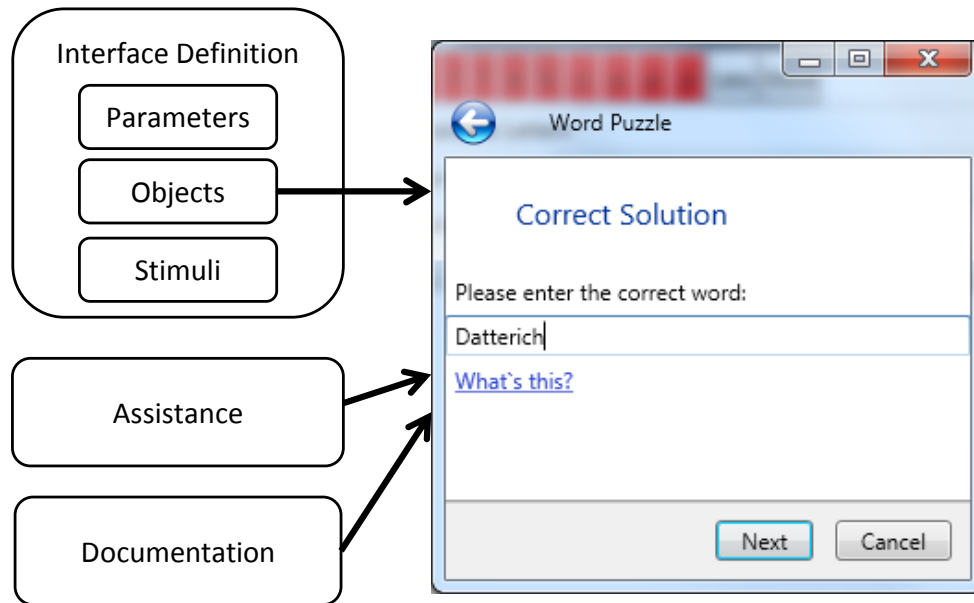 Interface Definition
Parameters
Objects
Stimuli
Assistance
Documentation
Word Puzzle
Correct Solution
Please enter the correct word:
Datterich
What`s this?
Next
Cancel